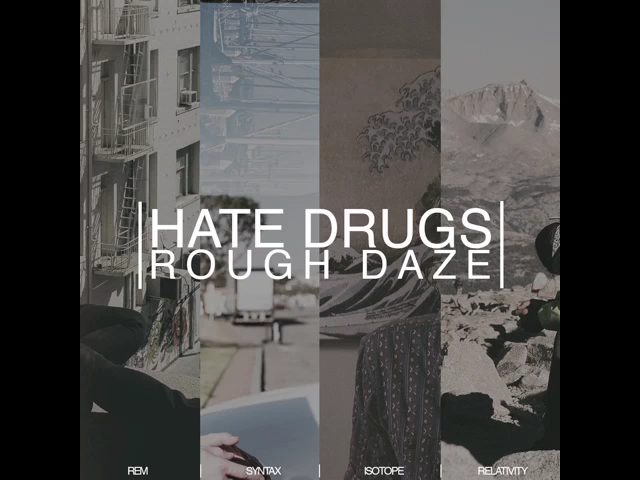 |HATE DRUGS|
|ROUGH DAZE|
REM | SYNTAX | ISOTOPE | RELATIVITY